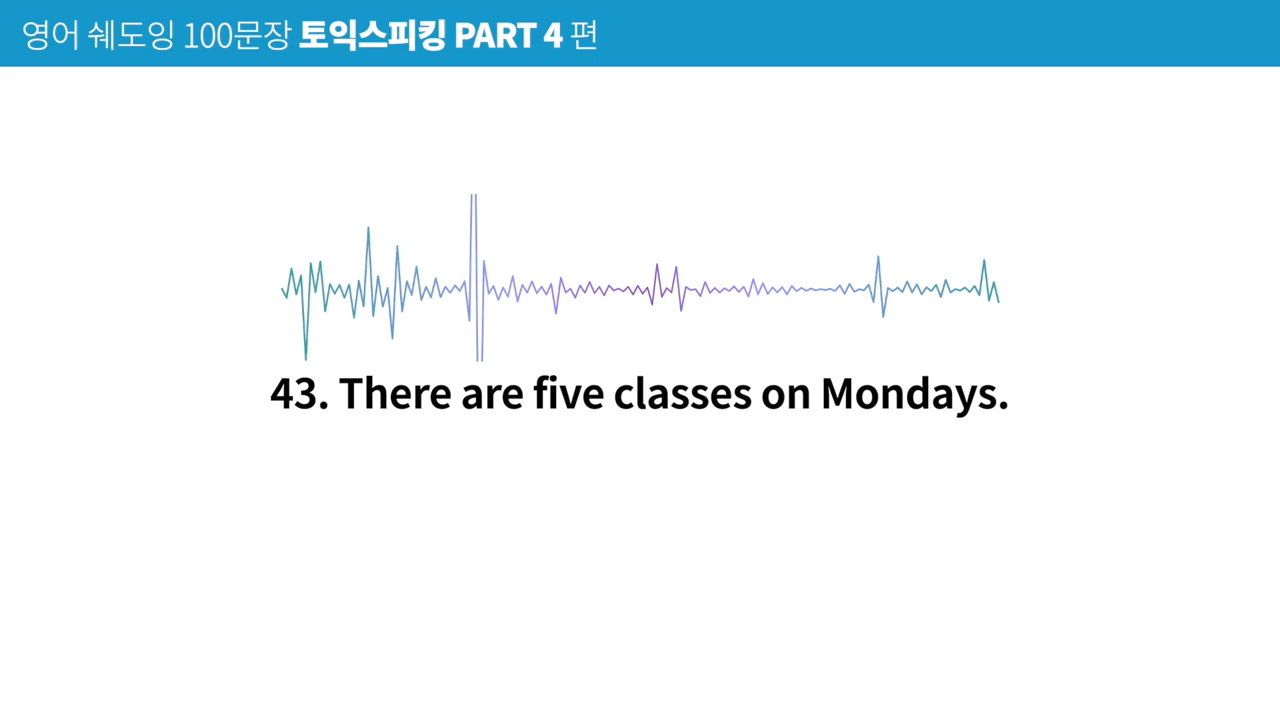 영어 쉐도잉 100문장 토익스피킹 PART 4 편
43. There are five classes on Mondays.